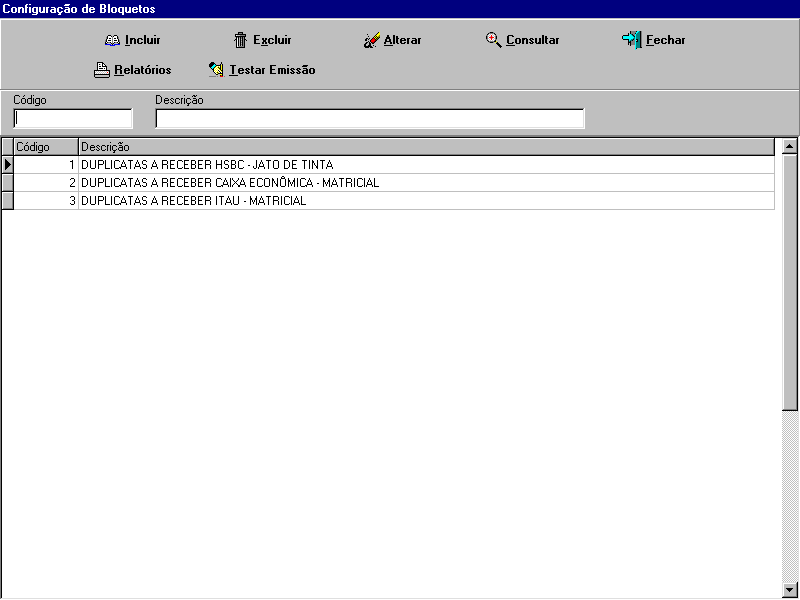 Configuração de Bloquetos
Incluir Excluir Alterar Consultar Fechar
Relatórios Testar Emissão
Código Descrição
Código Descrição
1 DUPLICATAS A RECEBER HSBC - JATO DE TINTA
2 DUPLICATAS A RECEBER CAIXA ECONÔMICA - MATRICIAL
3 DUPLICATAS A RECEBER ITAU - MATRICIAL